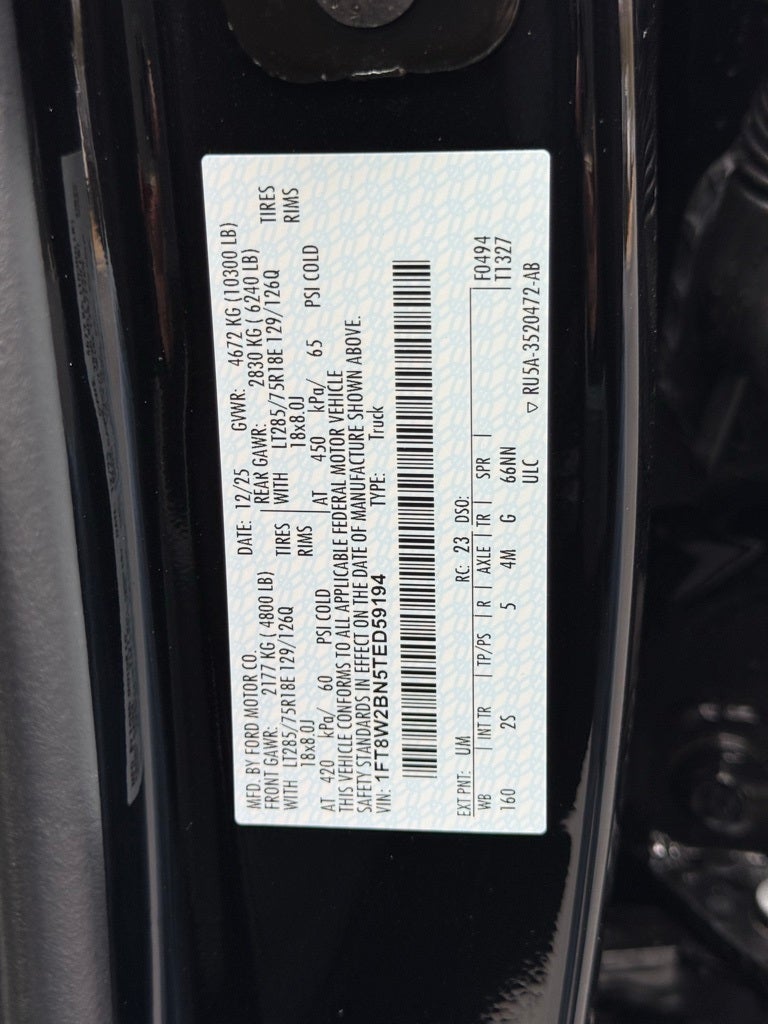 MFD. BY FORD MOTOR CO. DATE: 12/25 GVWR: 4672 KG (10300 LB)
FRONT GAWR: 2177 KG ( 4800 LB) REAR GAWR: 2830 KG ( 6240 LB)
WITH LT285/75R18E 129/126Q TIRES WITH LT285/75R18E 129/126Q TIRES
18x8.0J RIMS 18x8.0J RIMS
AT 420 kPa/ 60 PSI COLD AT 450 kPa/ 65 PSI COLD
THIS VEHICLE CONFORMS TO ALL APPLICABLE FEDERAL MOTOR VEHICLE
SAFETY STANDARDS IN EFFECT ON THE DATE OF MANUFACTURE SHOWN ABOVE.
VIN: 1FT8W2BN5TED59194 TYPE: Truck
EXT PNT: UM RC: 23 DSO: F0494
WB INT TR TP/PS R AXLE TR SPR T1327
160 2S 5 4M G 66NN
ULC ▽ RU5A-3520472-AB